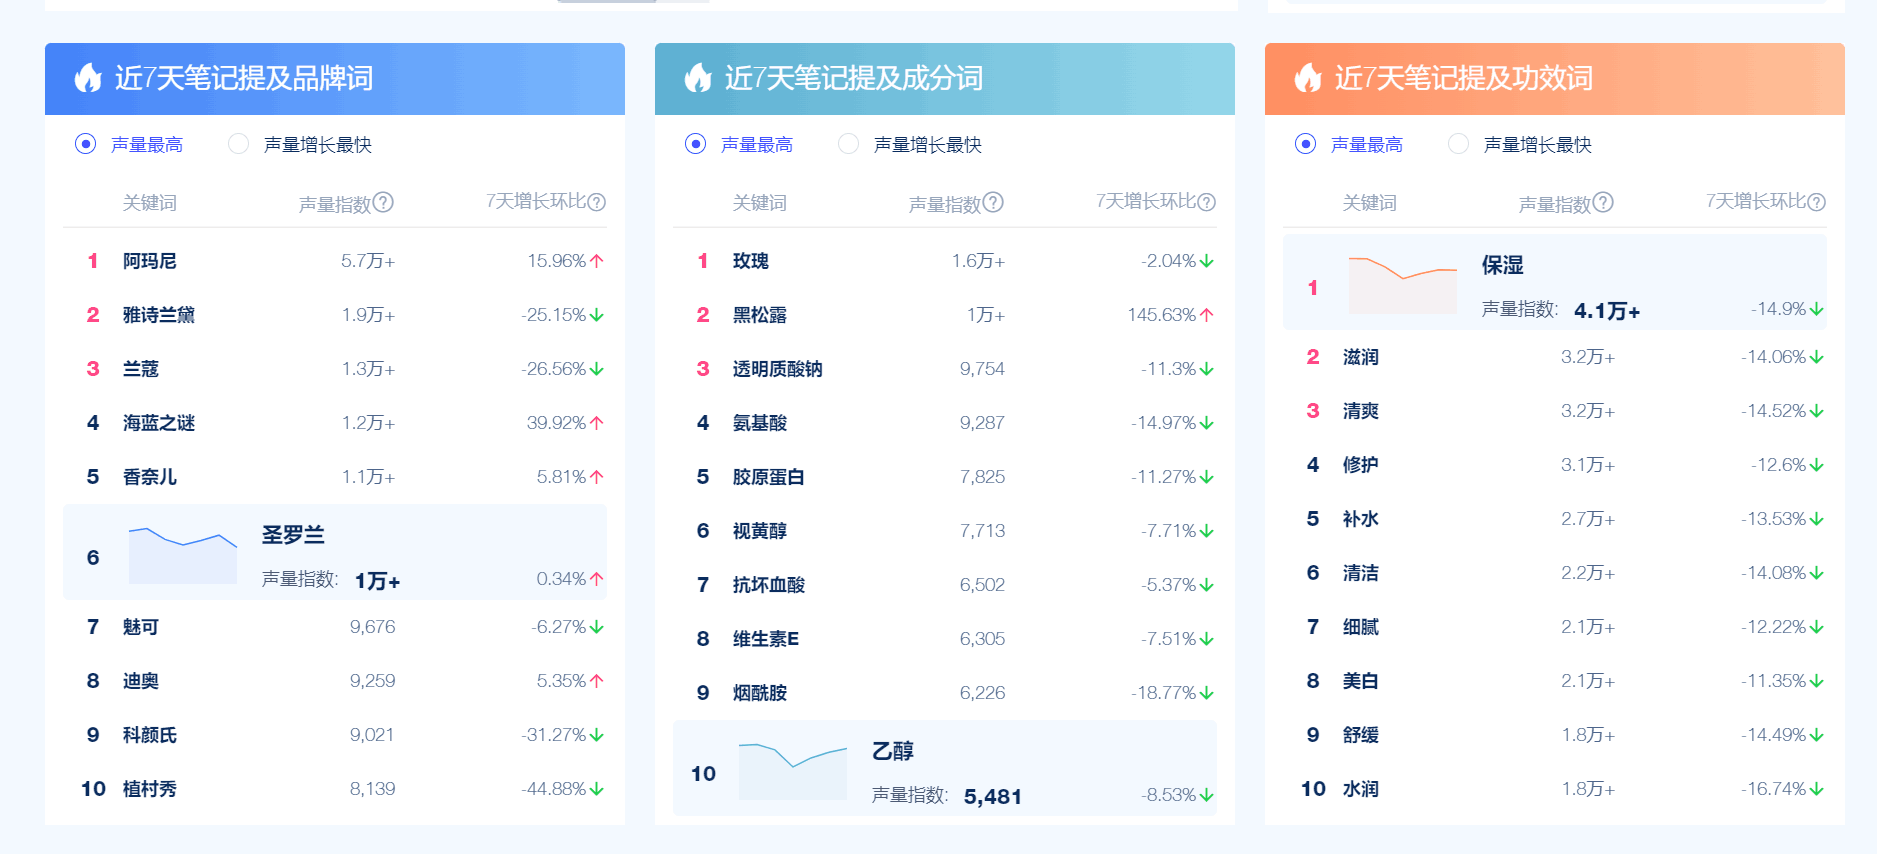 近7天笔记提及品牌词
声量最高 声量增长最快
关键词 声量指数? 7天增长环比?
1 阿玛尼 5.7万+ 15.96%↑
2 雅诗兰黛 1.9万+ -25.15%↓
3 兰蔻 1.3万+ -26.56%↓
4 海蓝之谜 1.2万+ 39.92%↑
5 香奈儿 1.1万+ 5.81%↑
6 圣罗兰
声量指数: 1万+ 0.34%↑
7 魅可 9,676 -6.27%↓
8 迪奥 9,259 5.35%↑
9 科颜氏 9,021 -31.27%↓
10 植村秀 8,139 -44.88%↓
近7天笔记提及成分词
声量最高 声量增长最快
关键词 声量指数? 7天增长环比?
1 玫瑰 1.6万+ -2.04%↓
2 黑松露 1万+ 145.63%↑
3 透明质酸钠 9,754 -11.3%↓
4 氨基酸 9,287 -14.97%↓
5 胶原蛋白 7,825 -11.27%↓
6 视黄醇 7,713 -7.71%↓
7 抗坏血酸 6,502 -5.37%↓
8 维生素E 6,305 -7.51%↓
9 烟酰胺 6,226 -18.77%↓
10 乙醇
声量指数: 5,481 -8.53%↓
近7天笔记提及功效词
声量最高 声量增长最快
关键词 声量指数? 7天增长环比?
1 保湿
声量指数: 4.1万+ -14.9%↓
2 滋润 3.2万+ -14.06%↓
3 清爽 3.2万+ -14.52%↓
4 修护 3.1万+ -12.6%↓
5 补水 2.7万+ -13.53%↓
6 清洁 2.2万+ -14.08%↓
7 细腻 2.1万+ -12.22%↓
8 美白 2.1万+ -11.35%↓
9 舒缓 1.8万+ -14.49%↓
10 水润 1.8万+ -16.74%↓